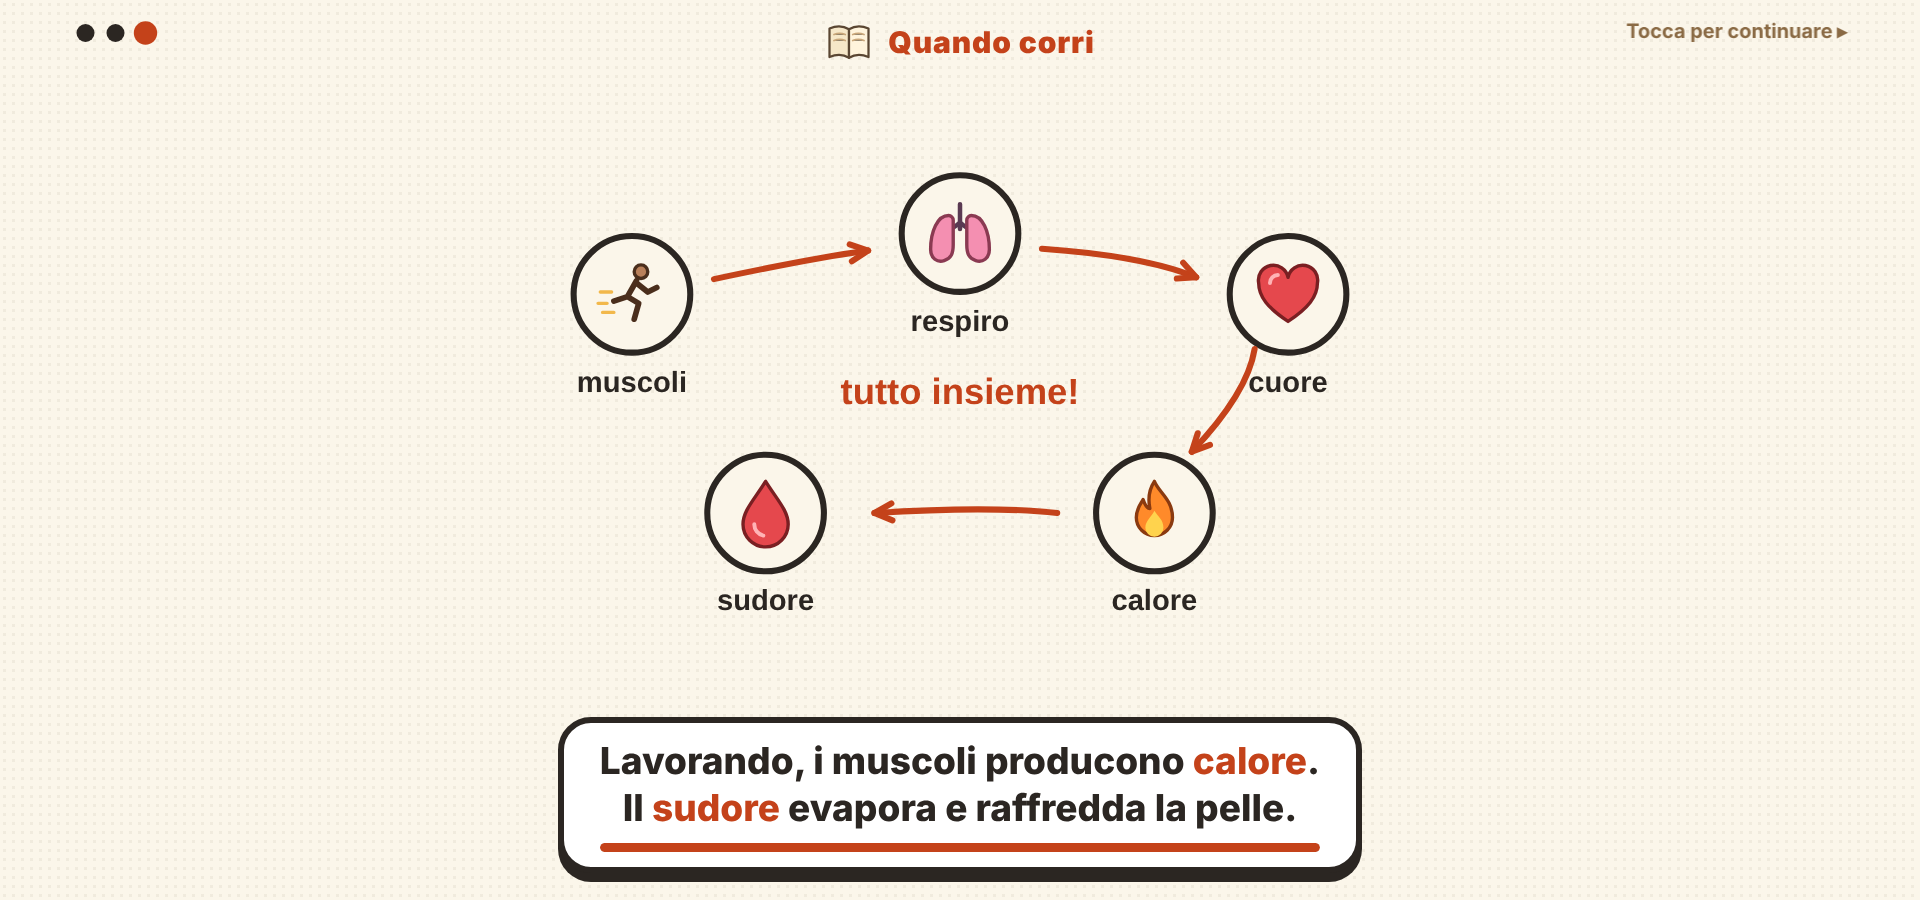 Quando corri
Tocca per continuare ▸
respiro
muscoli
cuore
tutto insieme!
sudore
calore
Lavorando, i muscoli producono calore.
Il sudore evapora e raffredda la pelle.